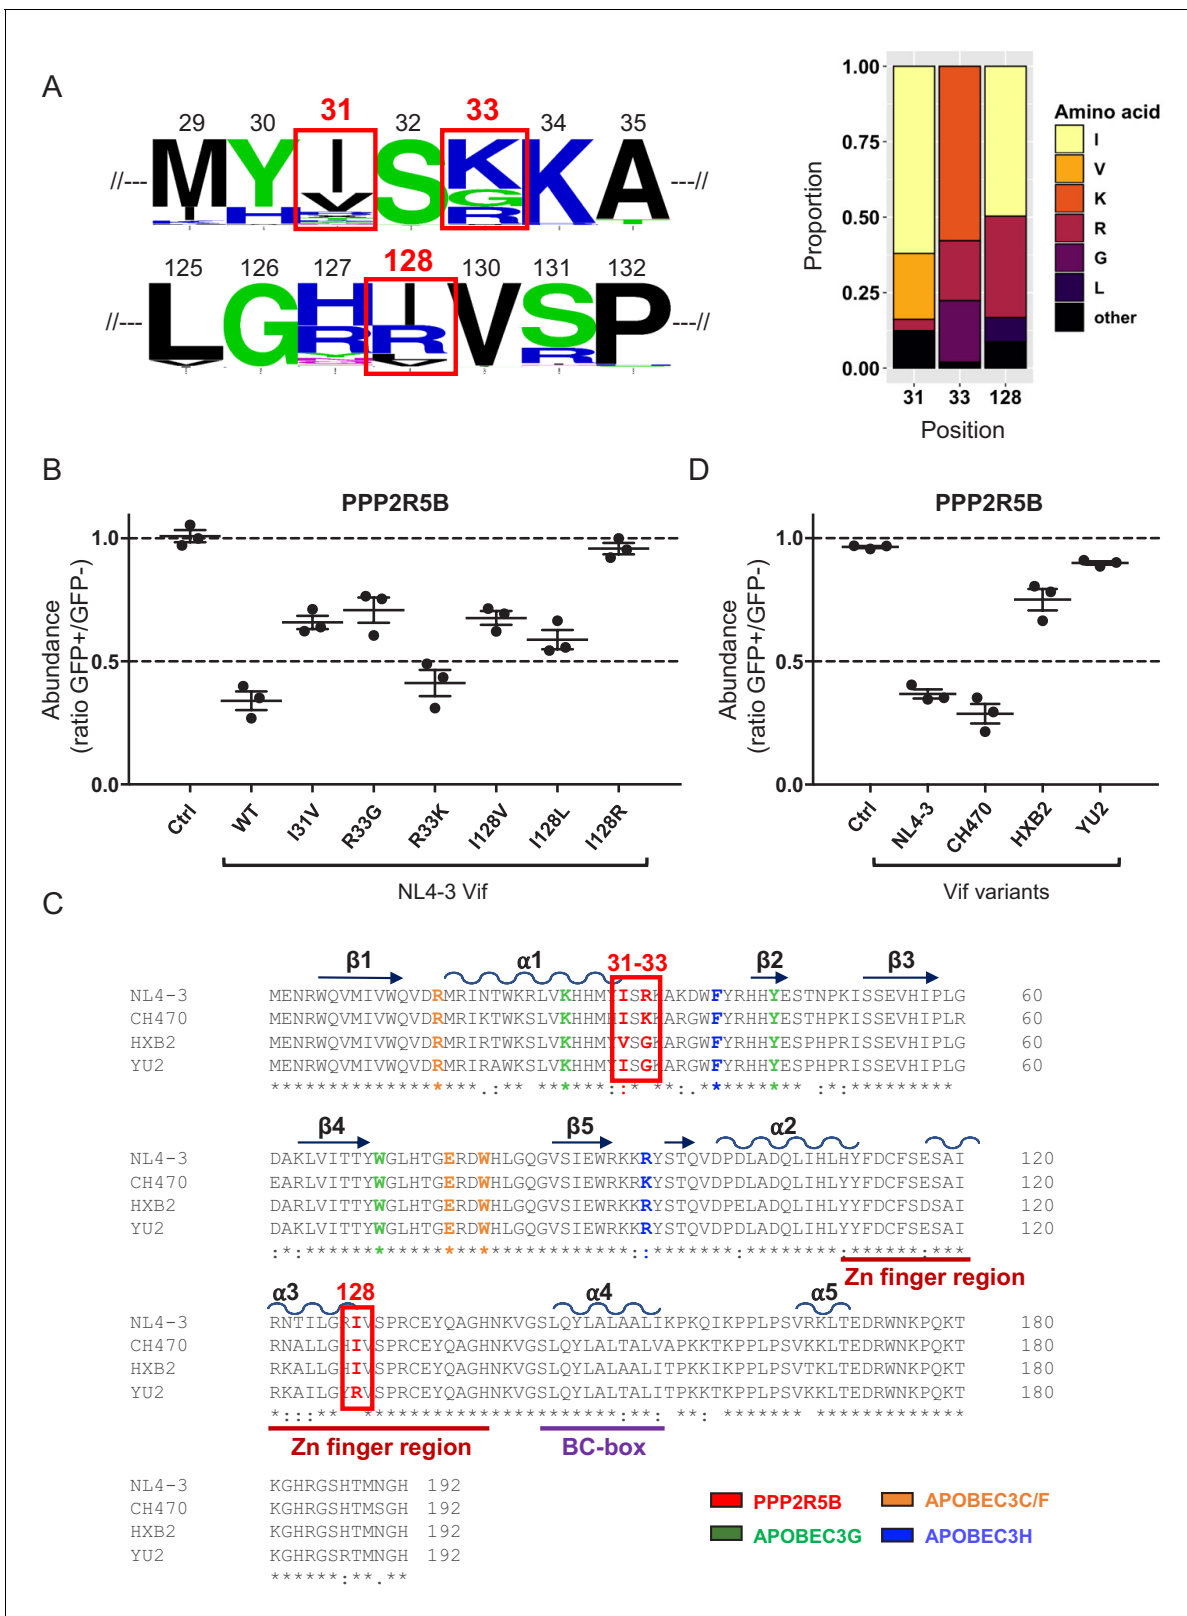 A
31
33
29 30 32 34 35
//--- M Y I S K K A ---//
V G
H R
128
125 126 127 130 131 132
//--- L G H I V S P ---//
R R R
V
1.00
0.75
0.50
0.25
0.00
Proportion
31 33 128
Position
Amino acid
I
V
K
R
G
L
other
B
PPP2R5B
Abundance
(ratio GFP+/GFP-)
1.0
0.5
0.0
Ctrl WT I31V R33G R33K I128V I128L I128R
NL4-3 Vif
D
PPP2R5B
Abundance
(ratio GFP+/GFP-)
1.0
0.5
0.0
Ctrl NL4-3 CH470 HXB2 YU2
Vif variants
C
β1 α1 31-33 β2 β3
NL4-3 MENRWQVMIVWQVDRMRINTWKRLVKHHMYISRKAKDWFYRHHYESTNPKISSEVHIPLG 60
CH470 MENRWQVMIVWQVDRMRIKTWKSLVKHHMHISKKARGWFYRHHYESTHPKISSEVHIPLR 60
HXB2 MENRWQVMIVWQVDRMRIRTWKSLVKHHMYVSGKARGWFYRHHYESPHPRISSEVHIPLG 60
YU2 MENRWQVMIVWQVDRMRIRAWKSLVKHHMYISGKARGWFYRHHYESPHPKISSEVHIPLG 60
β4 β5 α2
NL4-3 DAKLVITTYWGLHTGERDWHLGQGVSIEWRKKRYSTQVDPDLADQLIHLHYFDCFSESAI 120
CH470 EARLVITTYWGLHTGERDWHLGQGVSIEWRKKKYSTQVDPDLADQLIHLYYFDCFSESAI 120
HXB2 DARLVITTYWGLHTGERDWHLGQGVSIEWRKKRYSTQVDPELADQLIHLYYFDCFSDSAI 120
YU2 DAKLVITTYWGLHTGERDWHLGQGVSIEWRKKRYSTQVDPDLADQLIHLYYFDCFSESAI 120
Zn finger region
α3 128 α4 α5
NL4-3 RNTILGRIVSPRCEYQAGHNKVGSLQYLALAALIKPKQIKPPLPSVRKLTEDRWNKPQKT 180
CH470 RNALLGHIVSPRCEYQAGHNKVGSLQYLALTALVAPKKTKPPLPSVRKLTEDRWNKPQKT 180
HXB2 RKALLGHIVSPRCEYQAGHNKVGSLQYLALAALITPKKIKPPLPSVTKLTEDRWNKPQKT 180
YU2 RKAILGYRVSPRCEYQAGHNKVGSLQYLALTALITPKKTKPPLPSVKKLTEDRWNKPQKT 180
Zn finger region BC-box
NL4-3 KGHRGSHTMNGH 192
CH470 KGHRGSHTMSGH 192
HXB2 KGHRGSHTMNGH 192
YU2 KGHRGSRTMNGH 192
******:**.**
PPP2R5B APOBEC3C/F
APOBEC3G APOBEC3H